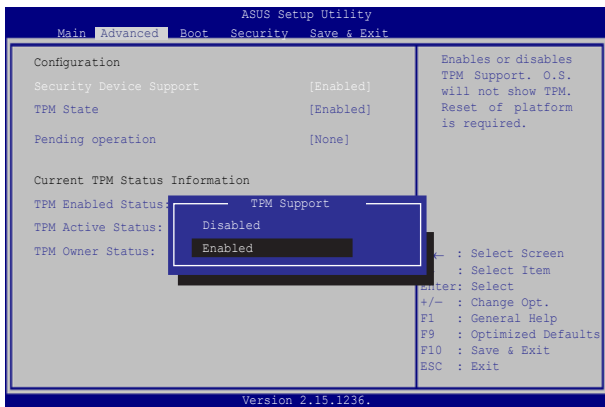 ASUS Setup Utility
Main Advanced Boot Security Save & Exit
Configuration
Security Device Support [Enabled]
TPM State [Enabled]
Pending operation [None]
Current TPM Status Information
TPM Enabled Status:
TPM Active Status:
TPM Owner Status:
TPM Support
Disabled
Enabled
Enables or disables
TPM Support. O.S.
will not show TPM.
Reset of platform
is required.
← : Select Screen
: Select Item
Enter: Select
+/— : Change Opt.
F1 : General Help
F9 : Optimized Defaults
F10 : Save & Exit
ESC : Exit
Version 2.15.1236.